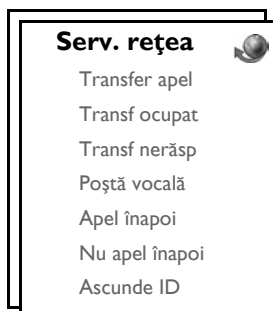 Serv. reţea
Transfer apel
Transf ocupat
Transf nerăsp
Poştă vocală
Apel înapoi
Nu apel înapoi
Ascunde ID